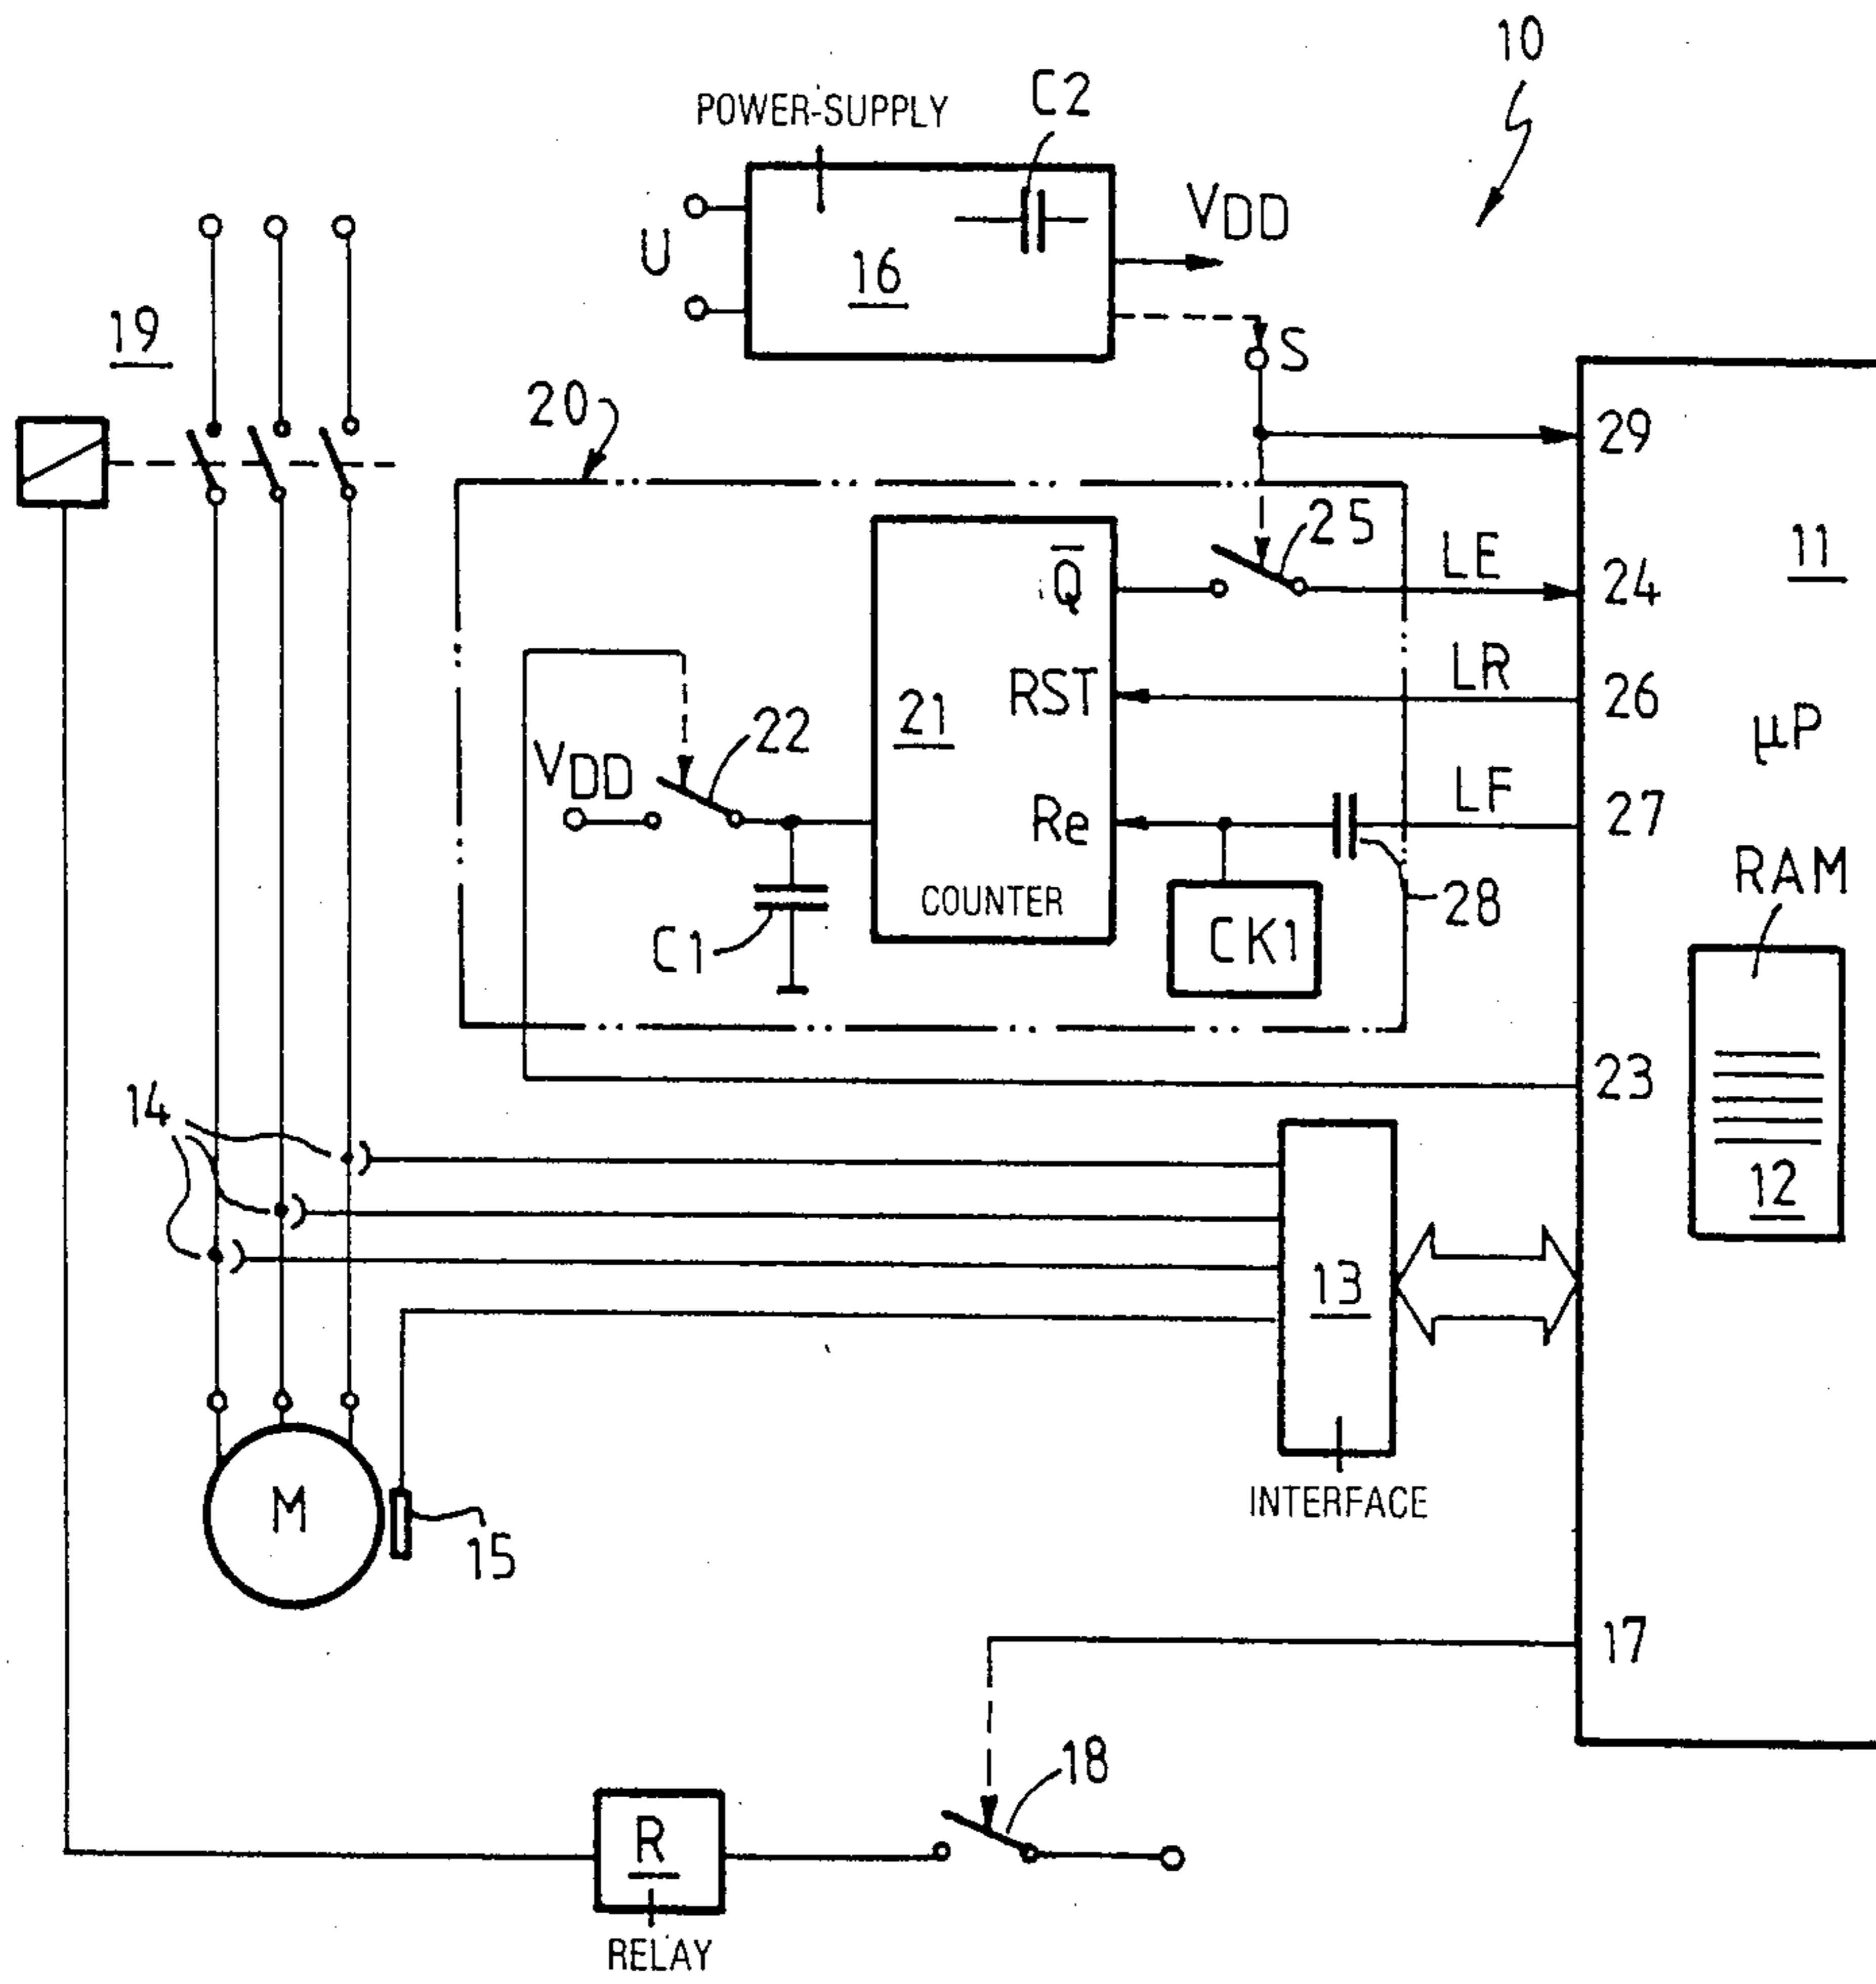 10
POWER-SUPPLY
C2
U
16
VDD
19
S
20
29
25
LE
24
11
Q̅
21
RST
LR
26
μP
VDD
22
Re
LF
27
RAM
COUNTER
C1
CK1
28
23
14
12
13
M
15
INTERFACE
17
18
R
RELAY